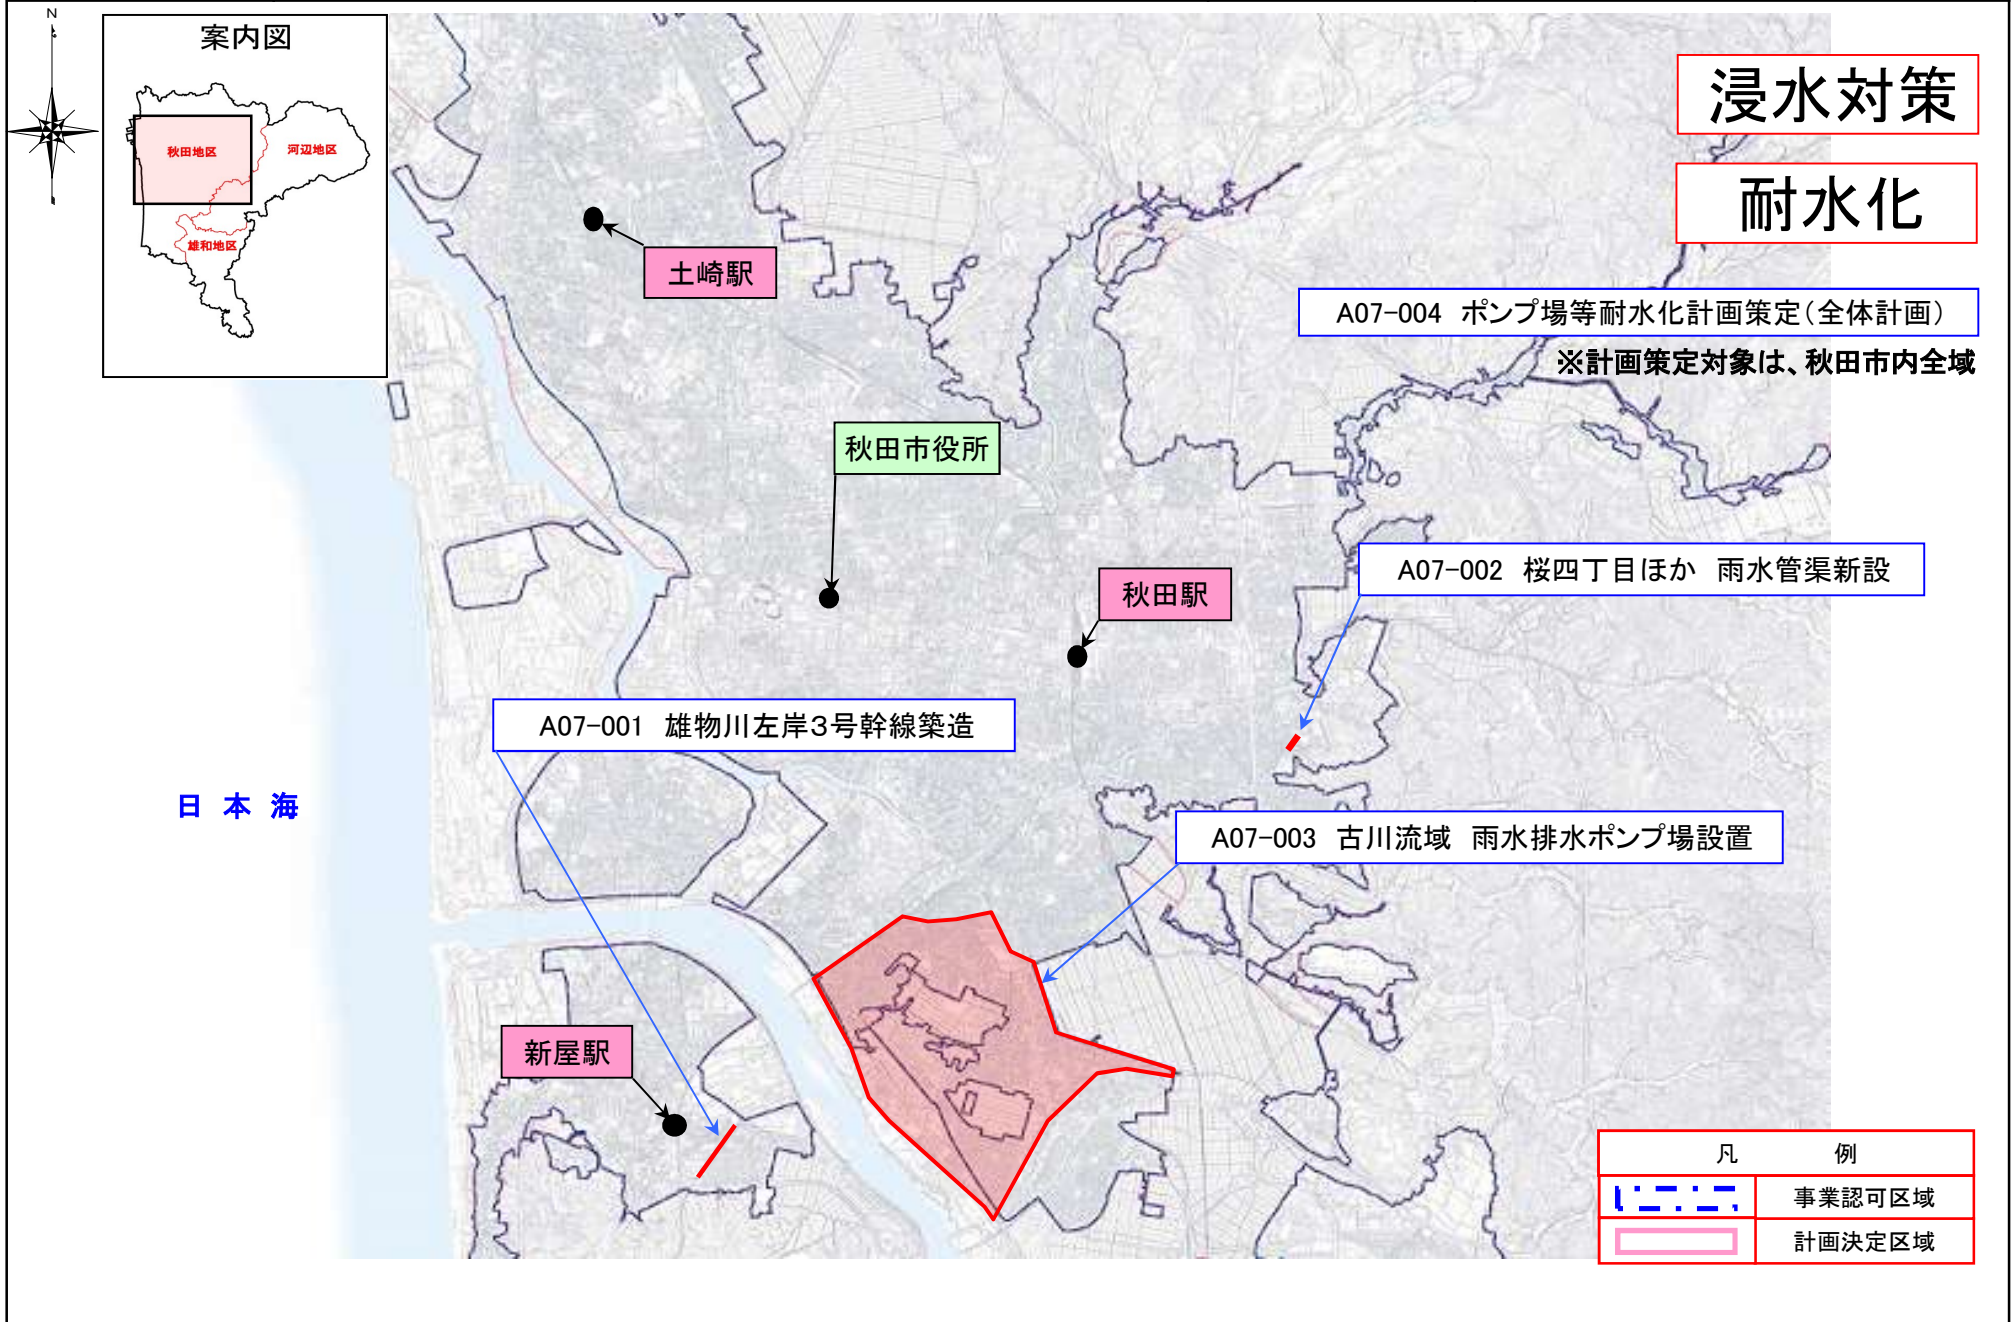 N
案内図
秋田地区
河辺地区
雄和地区
浸水対策
耐水化
土崎駅
A07-004 ポンプ場等耐水化計画策定(全体計画)
※計画策定対象は、秋田市内全域
秋田市役所
A07-002 桜四丁目ほか 雨水管渠新設
秋田駅
A07-001 雄物川左岸3号幹線築造
日本海
A07-003 古川流域 雨水排水ポンプ場設置
新屋駅
凡例
事業認可区域
計画決定区域